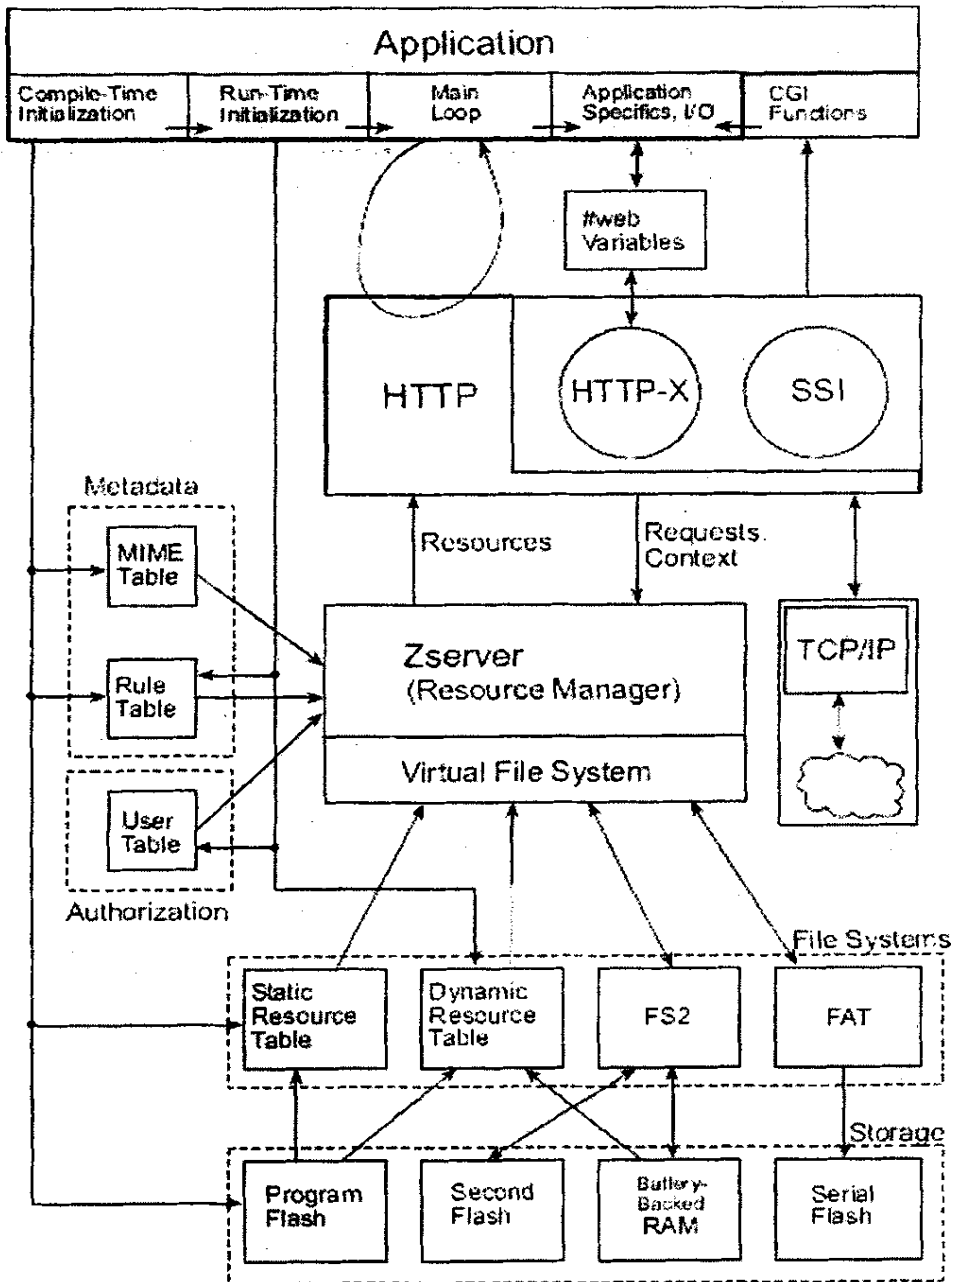 Application
Compile-Time
Initialization
Run-Time
Initialization
Main
Loop
Application
Specifics, I/O
CGI
Functions
#web
Variables
HTTP
HTTP-X
SSI
Metadada
MIME
Table
Rule
Table
User
Table
Authorization
Resources
Requests.
Context
Zserver
(Resource Manager)
Virtual File System
TCP/IP
File Systems
Static
Resource
Table
Dynamic
Resource
Table
FS2
FAT
Storage
Program
Flash
Second
Flash
Battery-
Backed
RAM
Serial
Flash